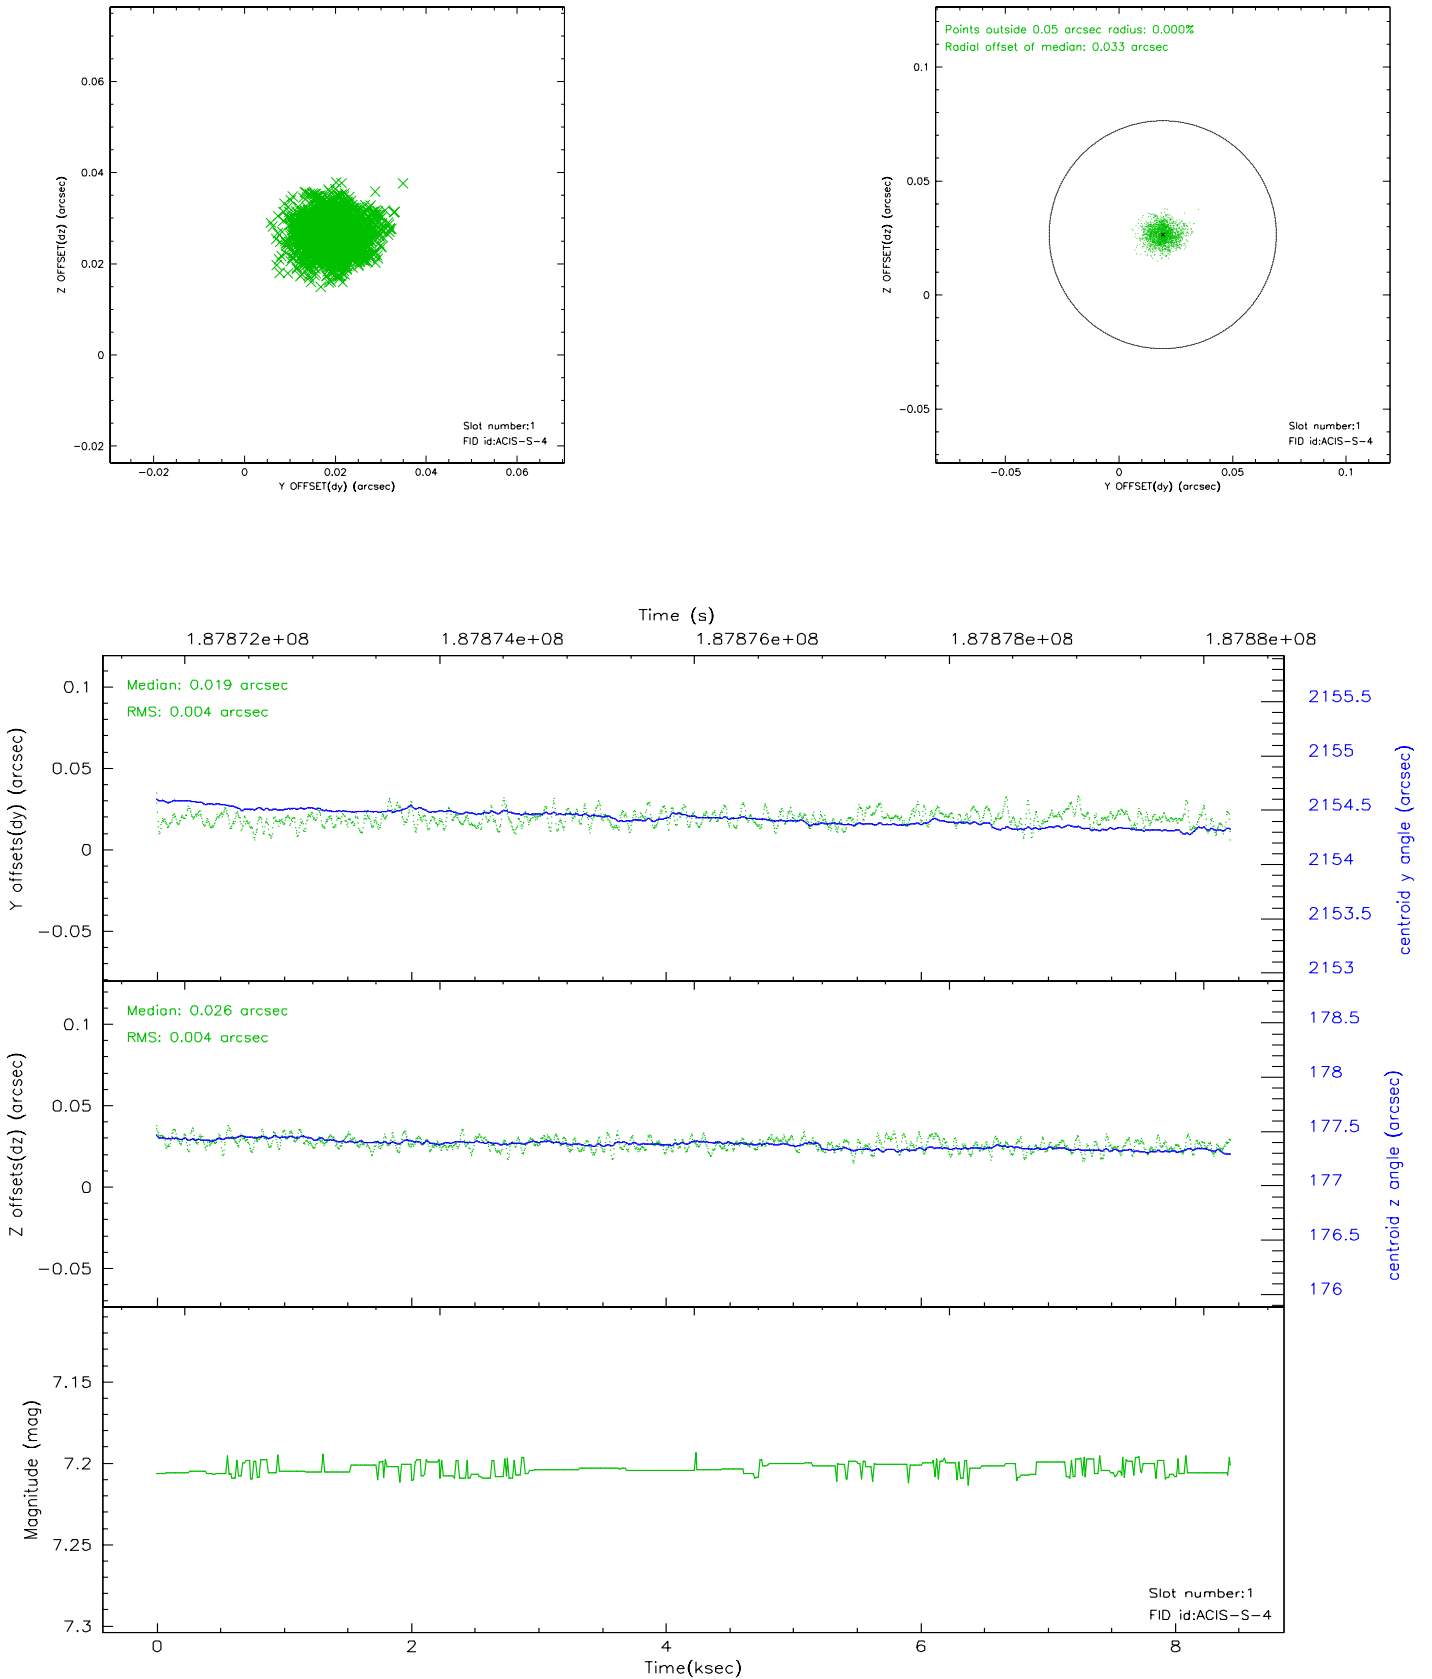 0.06
0.04
0.02
0
−0.02
Z OFFSET(dz) (arcsec)
Slot number:1
FID id:ACIS−S−4
−0.02 0 0.02 0.04 0.06
Y OFFSET(dy) (arcsec)
Points outside 0.05 arcsec radius: 0.000%
Radial offset of median: 0.033 arcsec
0.1
0.05
0
−0.05
Z OFFSET(dz) (arcsec)
Slot number:1
FID id:ACIS−S−4
−0.05 0 0.05 0.1
Y OFFSET(dy) (arcsec)
Time (s)
1.87872e+08 1.87874e+08 1.87876e+08 1.87878e+08 1.8788e+08
Median: 0.019 arcsec
RMS: 0.004 arcsec
0.1
0.05
0
−0.05
Y offsets(dy) (arcsec)
2155.5
2155
2154.5
2154
2153.5
2153
centroid y angle (arcsec)
Median: 0.026 arcsec
RMS: 0.004 arcsec
0.1
0.05
0
−0.05
Z offsets(dz) (arcsec)
178.5
178
177.5
177
176.5
176
centroid z angle (arcsec)
7.15
7.2
7.25
7.3
Magnitude (mag)
Slot number:1
FID id:ACIS−S−4
0 2 4 6 8
Time(ksec)